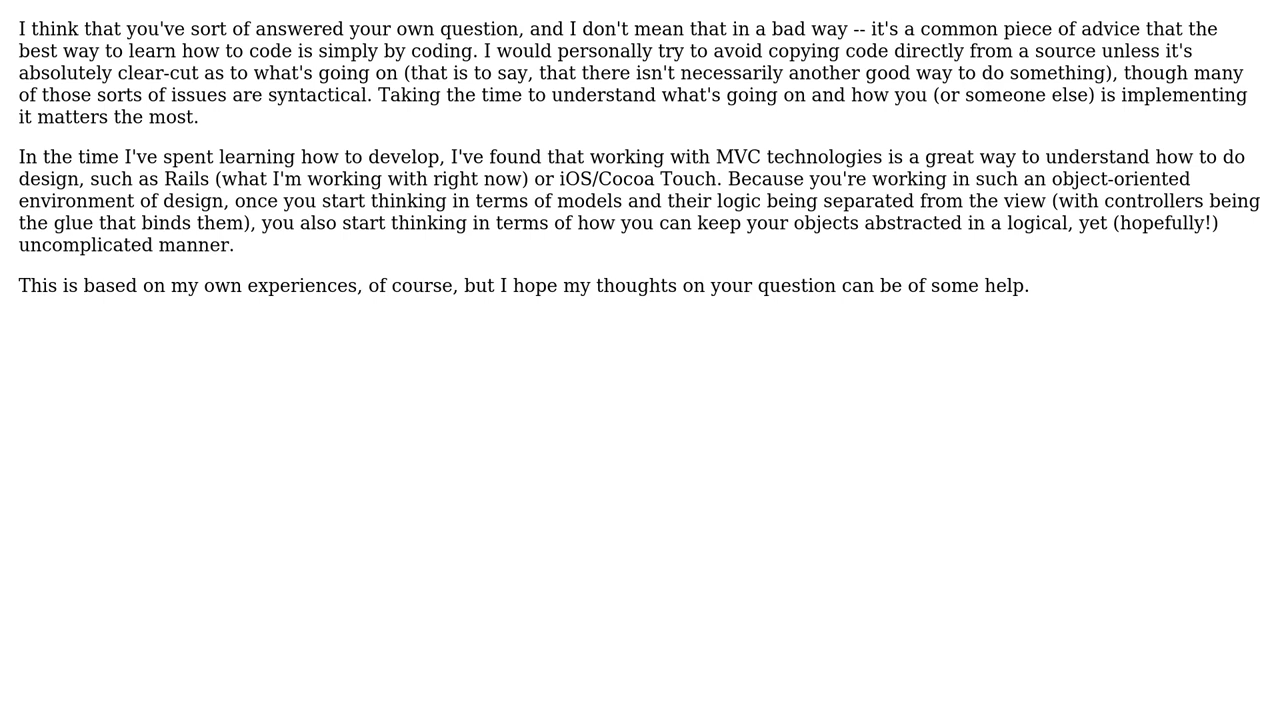 I think that you've sort of answered your own question, and I don't mean that in a bad way -- it's a common piece of advice that the
best way to learn how to code is simply by coding. I would personally try to avoid copying code directly from a source unless it's
absolutely clear-cut as to what's going on (that is to say, that there isn't necessarily another good way to do something), though many
of those sorts of issues are syntactical. Taking the time to understand what's going on and how you (or someone else) is implementing
it matters the most.
In the time I've spent learning how to develop, I've found that working with MVC technologies is a great way to understand how to do
design, such as Rails (what I'm working with right now) or iOS/Cocoa Touch. Because you're working in such an object-oriented
environment of design, once you start thinking in terms of models and their logic being separated from the view (with controllers being
the glue that binds them), you also start thinking in terms of how you can keep your objects abstracted in a logical, yet (hopefully!)
uncomplicated manner.
This is based on my own experiences, of course, but I hope my thoughts on your question can be of some help.